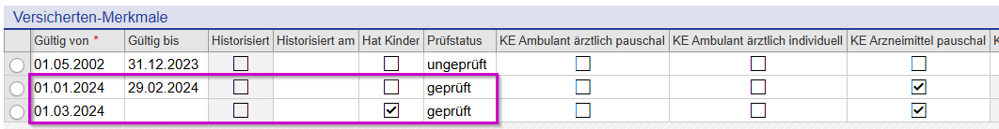 Versicherten-Merkmale
Gültig von * Gültig bis Historisiert Historisiert am Hat Kinder Prüfstatus KE Ambulant ärztlich pauschal KE Ambulant ärztlich individuell KE Arzneimittel pauschal
01.05.2002 31.12.2023 ungeprüft
01.01.2024 29.02.2024 geprüft
01.03.2024 geprüft